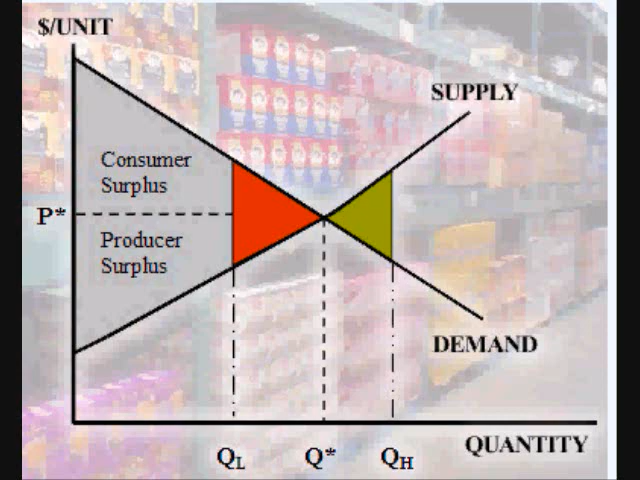 $/UNIT
SUPPLY
Consumer
Surplus
P*
Producer
Surplus
DEMAND
QUANTITY
QL
Q*
QH